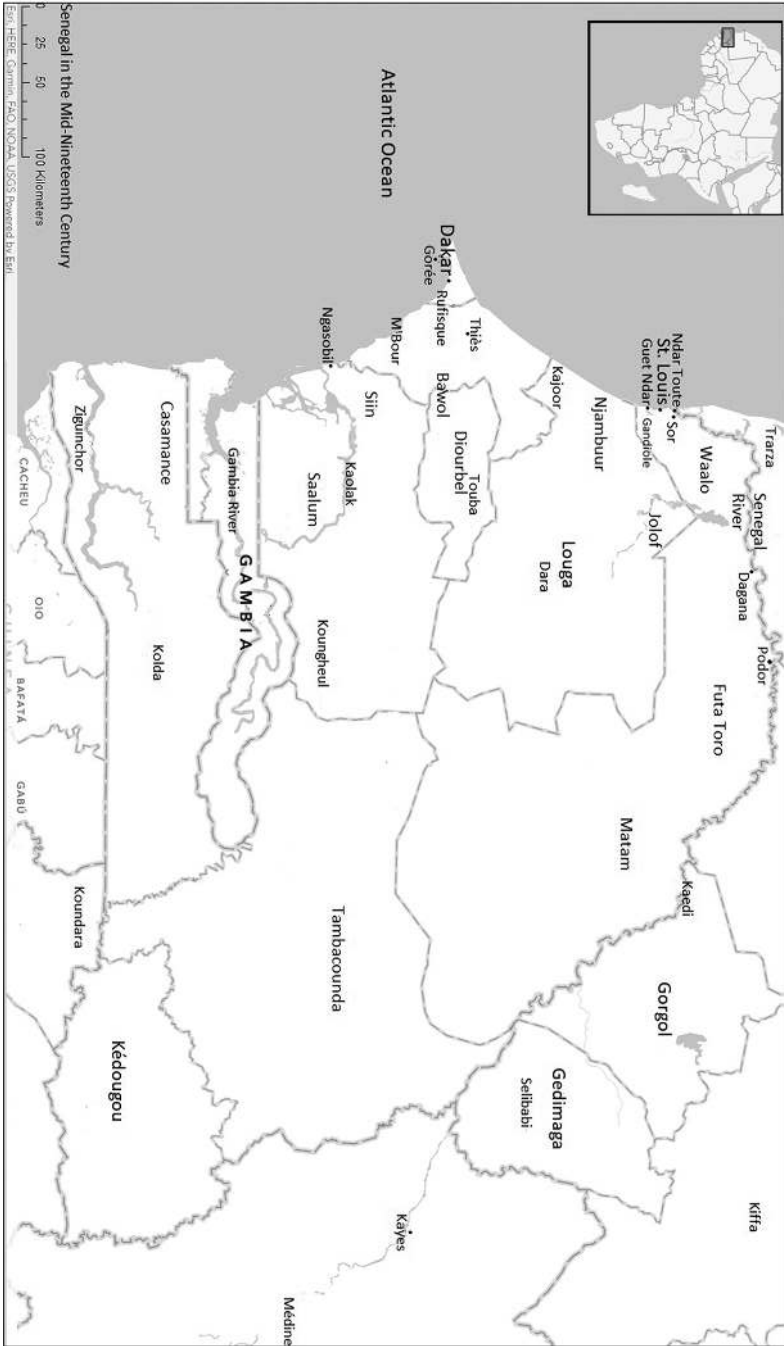 Senegal in the Mid-Nineteenth Century
0 25 50 100 Kilometers
Esri, HERE, Garmin, FAO, NOAA, USGS Powered by Esri
Atlantic Ocean
Trarza
Senegal
River
Dagana
Podor
Waalo
Ndar Toute
St. Louis
Guet Ndar
Sor
Gandiole
Futa Toro
Kaedi
Gorgol
Kiffa
Jolof
Njambuur
Louga
Dara
Matam
Kajoor
Gedimaga
Selibabi
Thiès
Dakar
Gorée
Rufisque
Bawol
Touba
Diourbel
M'Bour
Kayes
Siin
Ngasobil
Kaolak
Saalum
Koungheul
Tambacounda
Médine
Gambia River
GAMBIA
Casamance
Kolda
Kédougou
Ziguinchor
Koundara
CACHEU
OIO
BAFATÁ
GABÚ